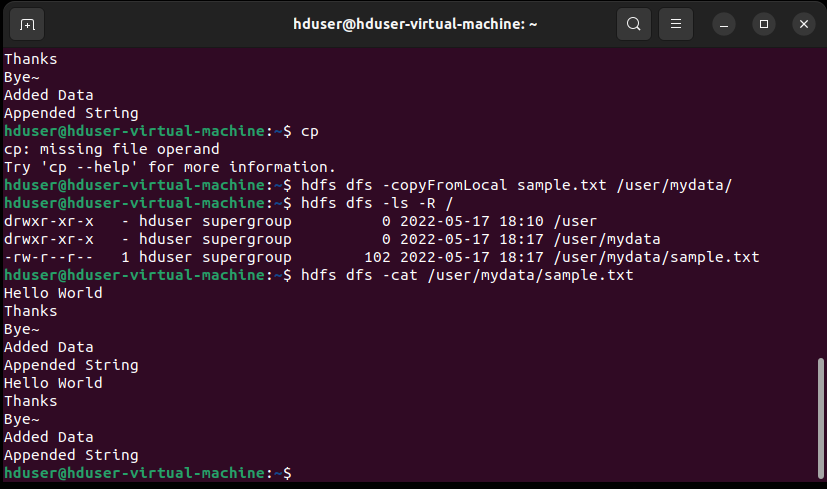 hduser@hduser-virtual-machine: ~
Thanks
Bye~
Added Data
Appended String
hduser@hduser-virtual-machine:~$ cp
cp: missing file operand
Try 'cp --help' for more information.
hduser@hduser-virtual-machine:~$ hdfs dfs -copyFromLocal sample.txt /user/mydata/
hduser@hduser-virtual-machine:~$ hdfs dfs -ls -R /
drwxr-xr-x   - hduser supergroup          0 2022-05-17 18:10 /user
drwxr-xr-x   - hduser supergroup          0 2022-05-17 18:17 /user/mydata
-rw-r--r--   1 hduser supergroup        102 2022-05-17 18:17 /user/mydata/sample.txt
hduser@hduser-virtual-machine:~$ hdfs dfs -cat /user/mydata/sample.txt
Hello World
Thanks
Bye~
Added Data
Appended String
Hello World
Thanks
Bye~
Added Data
Appended String
hduser@hduser-virtual-machine:~$